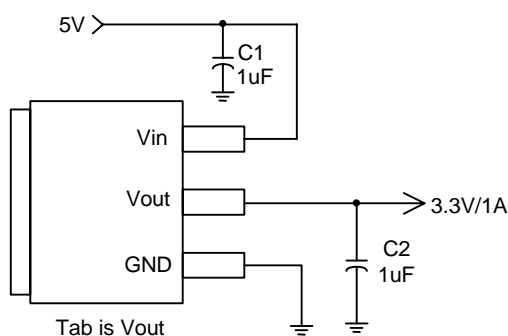 5V
C1
1uF
Vin
Vout
3.3V/1A
C2
1uF
GND
Tab is Vout